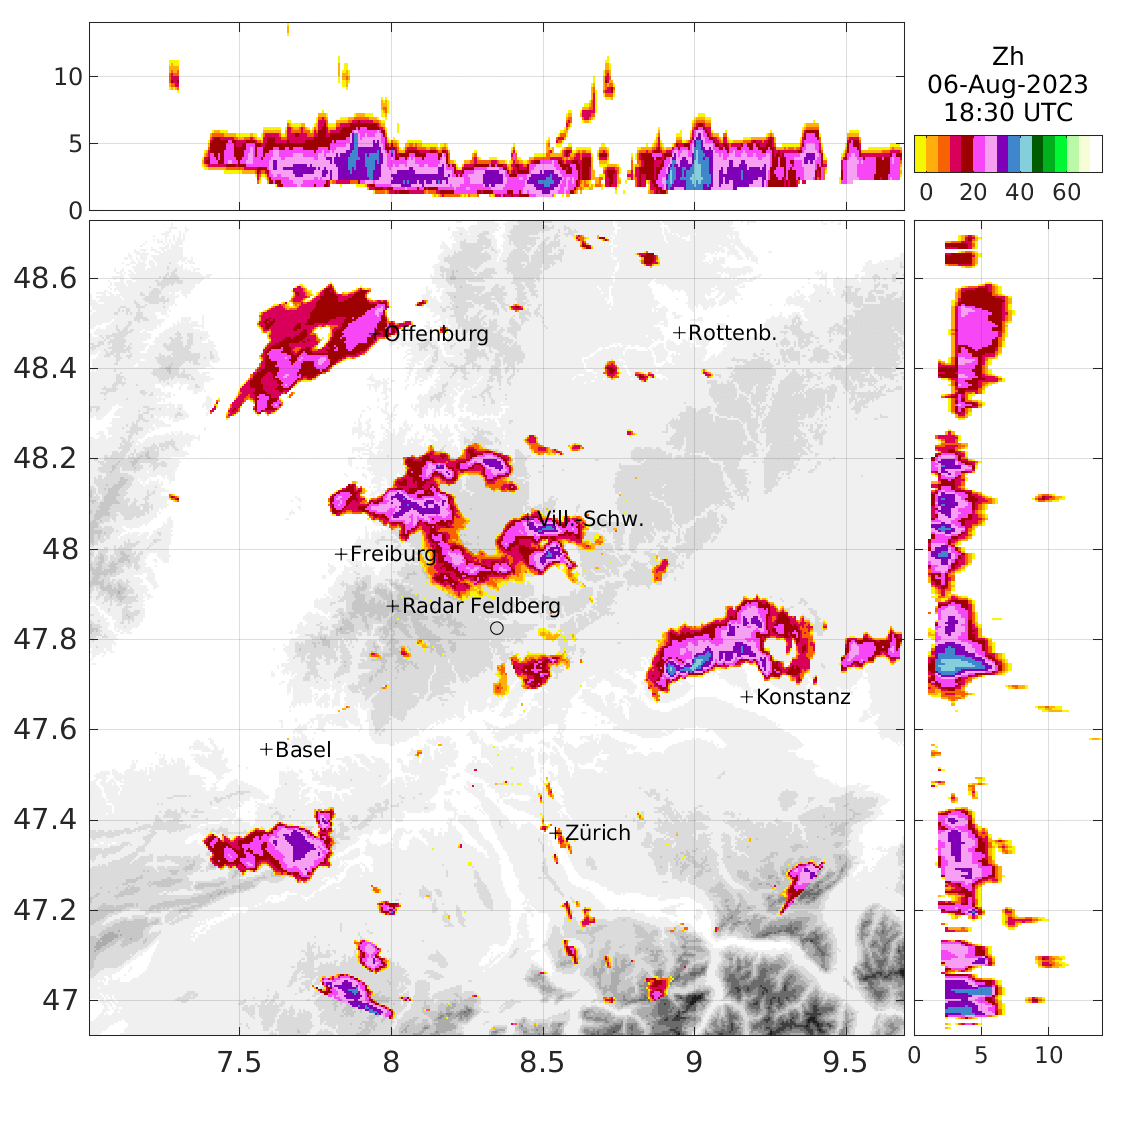 10
5
0
Zh
06-Aug-2023
18:30 UTC
0 20 40 60
48.6
48.4
48.2
48
47.8
47.6
47.4
47.2
47
Offenburg
Rottenb.
Vill.-Schw.
Freiburg
Radar Feldberg
Konstanz
Basel
Zürich
7.5 8 8.5 9 9.5
0 5 10